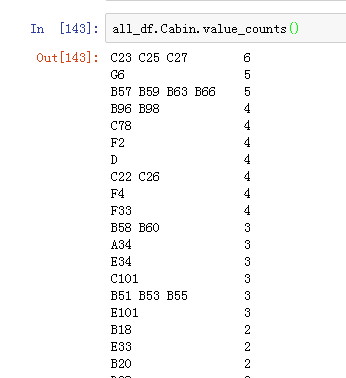 In [143]: all_df.Cabin.value_counts()
Out[143]: C23 C25 C27 6
G6 5
B57 B59 B63 B66 5
B96 B98 4
C78 4
F2 4
D 4
C22 C26 4
F4 4
F33 4
B58 B60 3
A34 3
E34 3
C101 3
B51 B53 B55 3
E101 3
B18 2
E33 2
B20 2